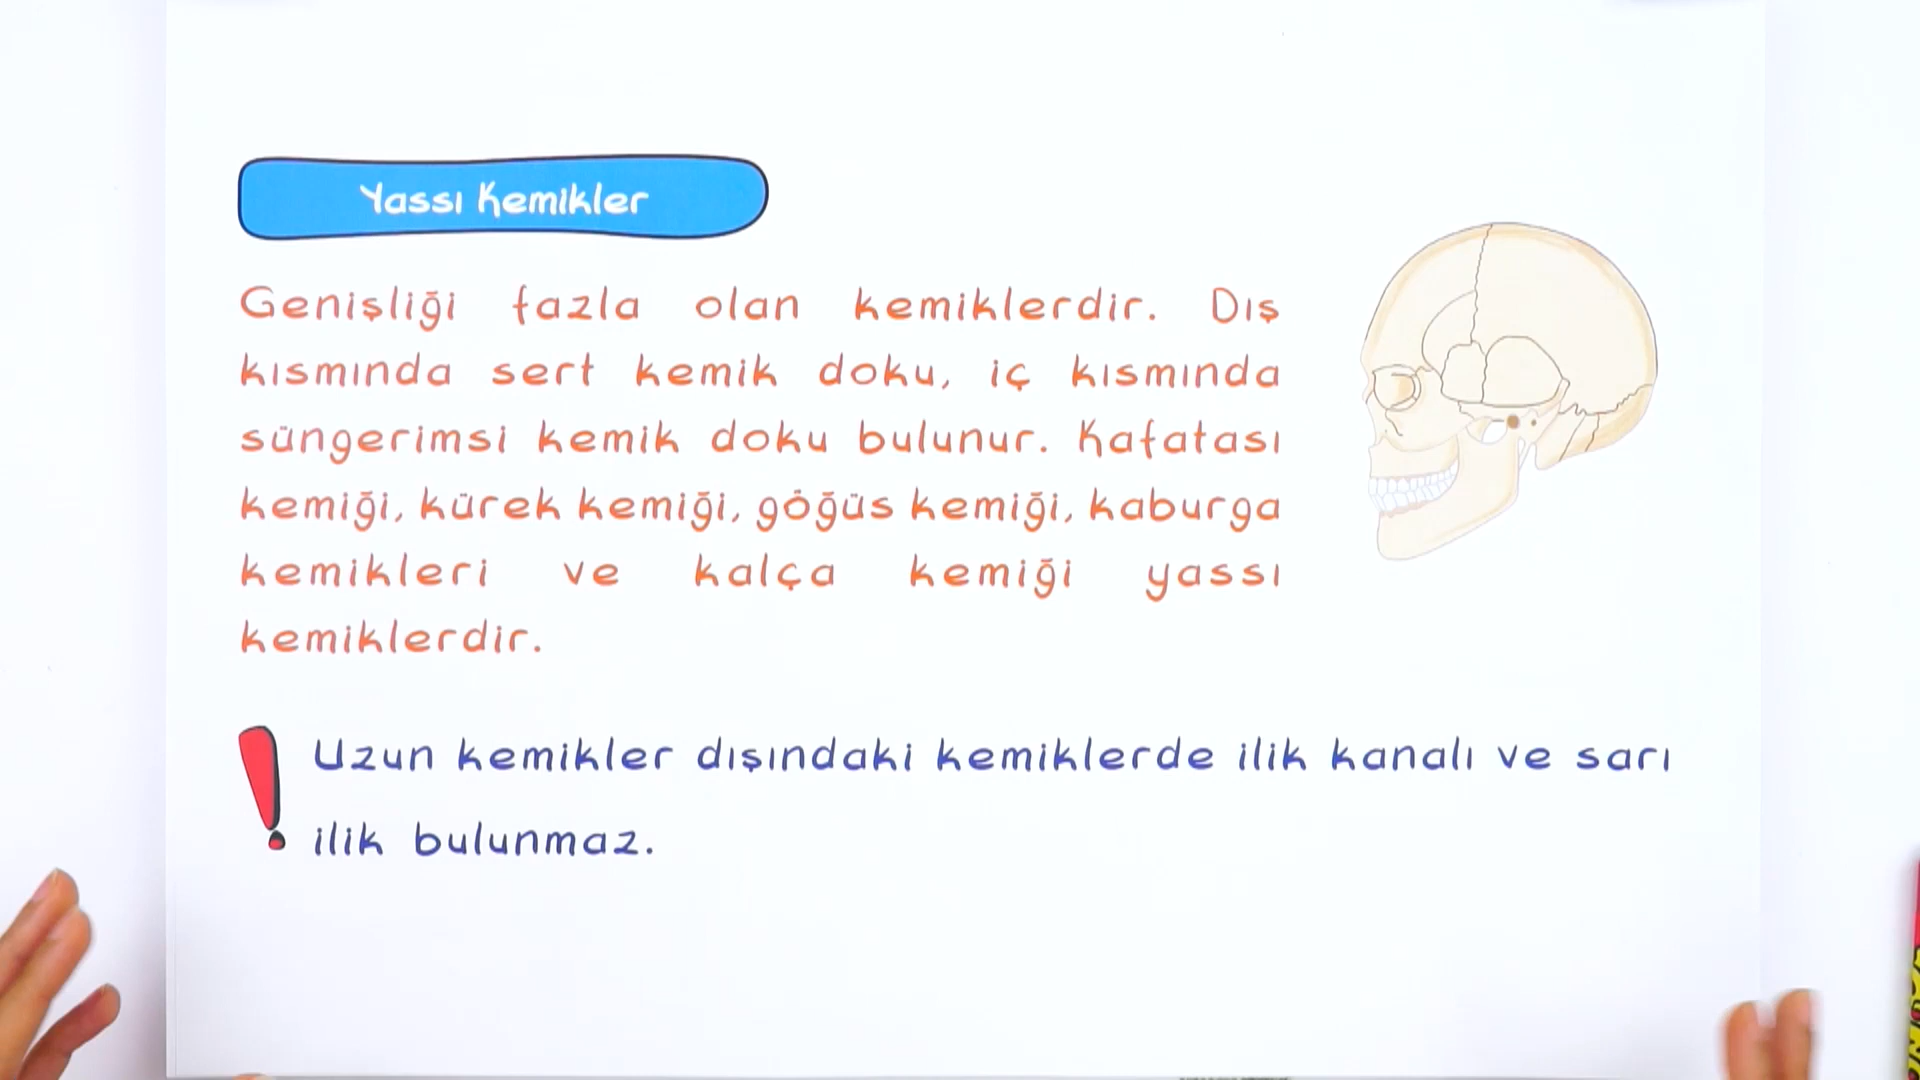 Yassı Kemikler
Genişliği fazla olan kemiklerdir. Dış
kısmında sert kemik doku, iç kısmında
süngerimsi kemik doku bulunur. Kafatası
kemiği, kürek kemiği, göğüs kemiği, kaburga
kemikleri ve kalça kemiği yassı
kemiklerdir.
Uzun kemikler dışındaki kemiklerde ilik kanalı ve sarı
ilik bulunmaz.